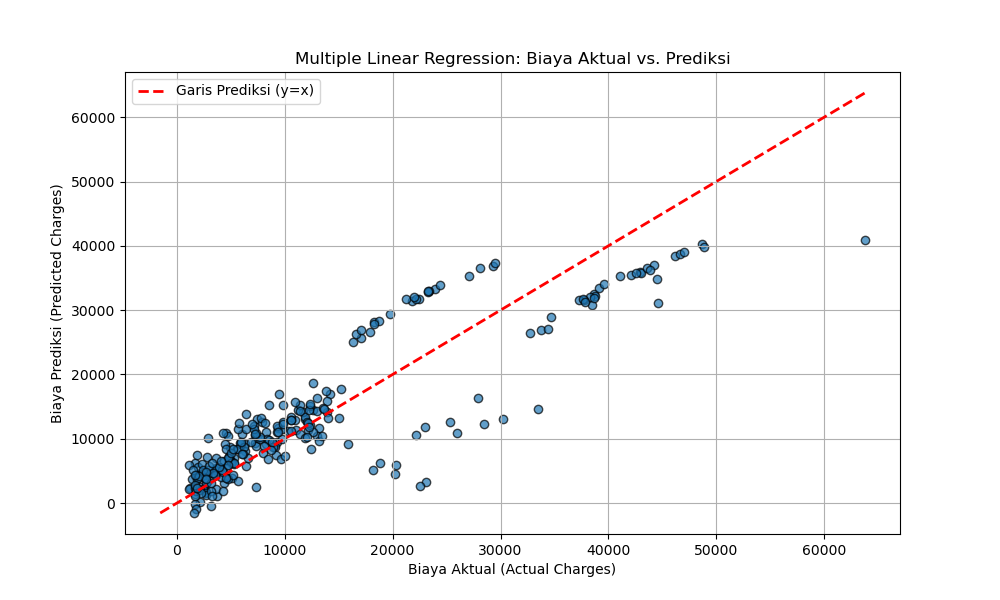 Multiple Linear Regression: Biaya Aktual vs. Prediksi
Garis Prediksi (y=x)
Biaya Prediksi (Predicted Charges)
60000
50000
40000
30000
20000
10000
0
0 10000 20000 30000 40000 50000 60000
Biaya Aktual (Actual Charges)